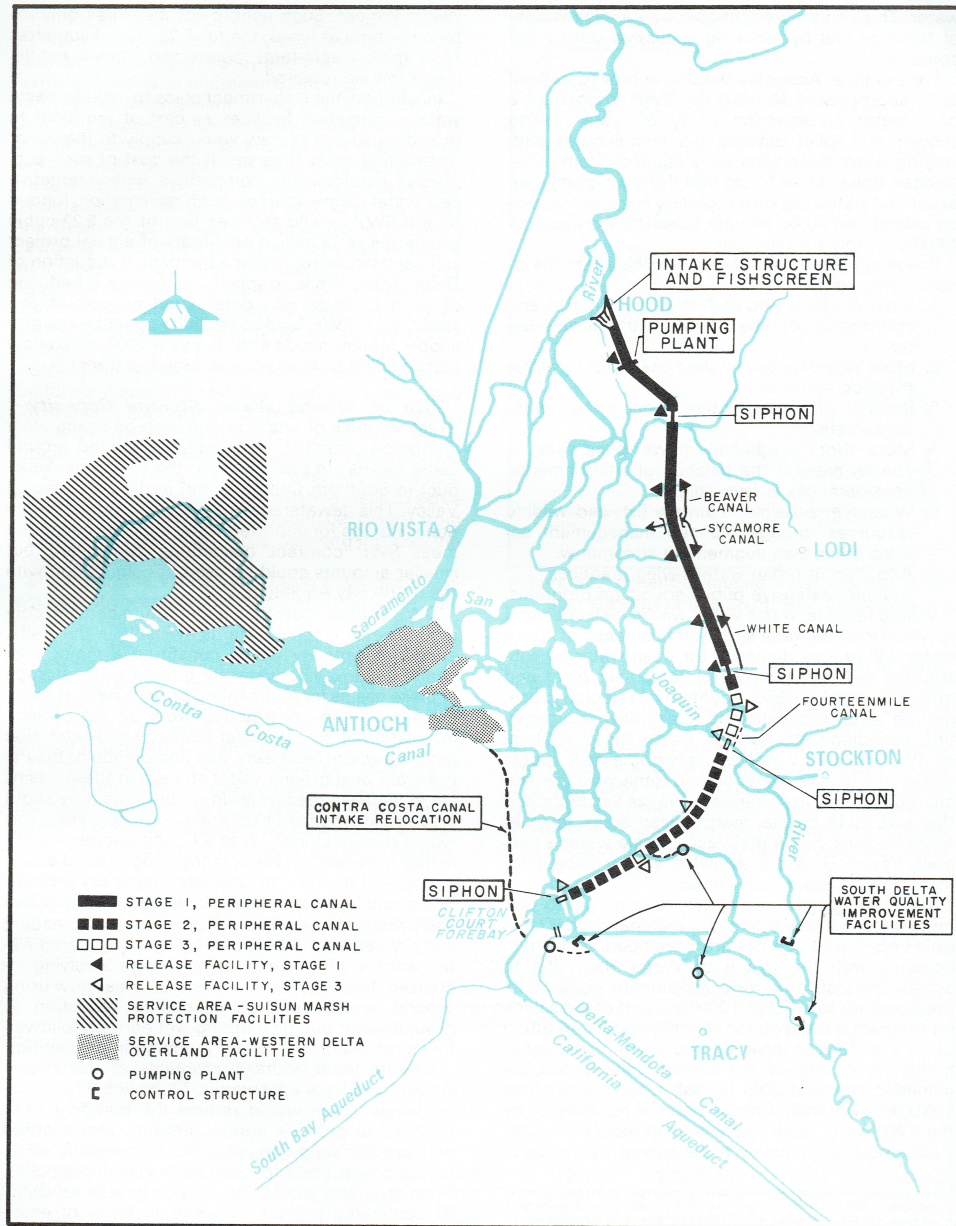 River
INTAKE STRUCTURE
AND FISHSCREEN
HOOD
PUMPING
PLANT
SIPHON
BEAVER
CANAL
SYCAMORE
CANAL
RIO VISTA
LODI
Sacramento
San
WHITE CANAL
SIPHON
Joaquin
FOURTEENMILE
CANAL
Contra
Costa
Canal
ANTIOCH
STOCKTON
SIPHON
CONTRA COSTA CANAL
INTAKE RELOCATION
River
SIPHON
SOUTH DELTA
WATER QUALITY
IMPROVEMENT
FACILITIES
CLIFTON
COURT
FOREBAY
STAGE 1, PERIPHERAL CANAL
STAGE 2, PERIPHERAL CANAL
STAGE 3, PERIPHERAL CANAL
RELEASE FACILITY, STAGE 1
RELEASE FACILITY, STAGE 3
SERVICE AREA-SUISUN MARSH
PROTECTION FACILITIES
SERVICE AREA-WESTERN DELTA
OVERLAND FACILITIES
PUMPING PLANT
CONTROL STRUCTURE
TRACY
Delta-Mendota Canal
California Aqueduct
South Bay Aqueduct